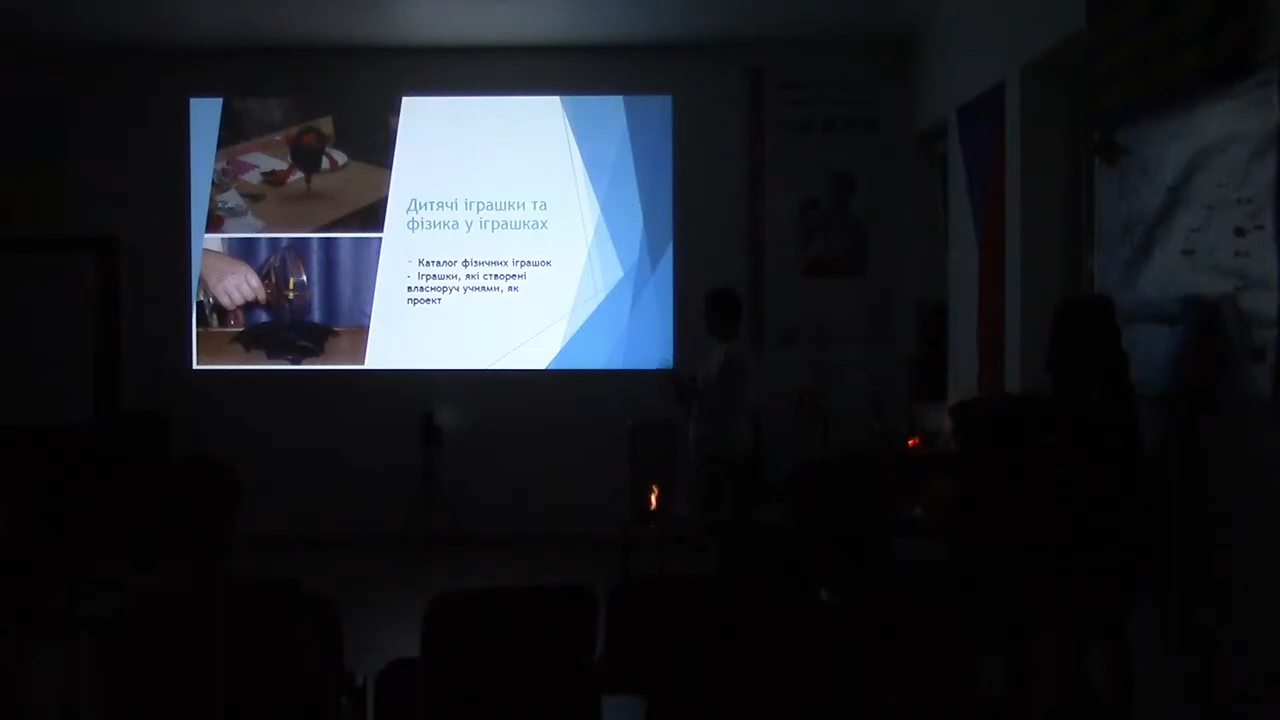 Дитячі іграшки та
фізика у іграшках
- Каталог фізичних іграшок
- Іграшки, які створені
власноруч учнями, як
проект